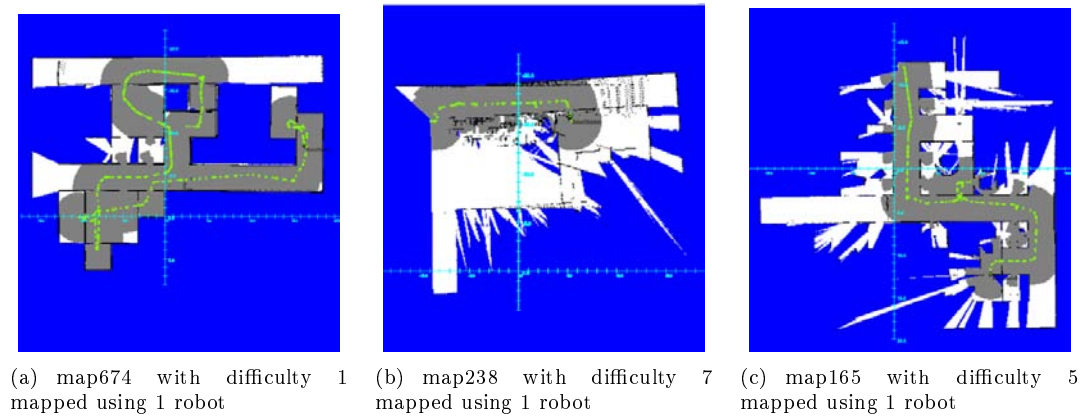 (a) map674 with difficulty 1
mapped using 1 robot
(b) map238 with difficulty 7
mapped using 1 robot
(c) map165 with difficulty 5
mapped using 1 robot